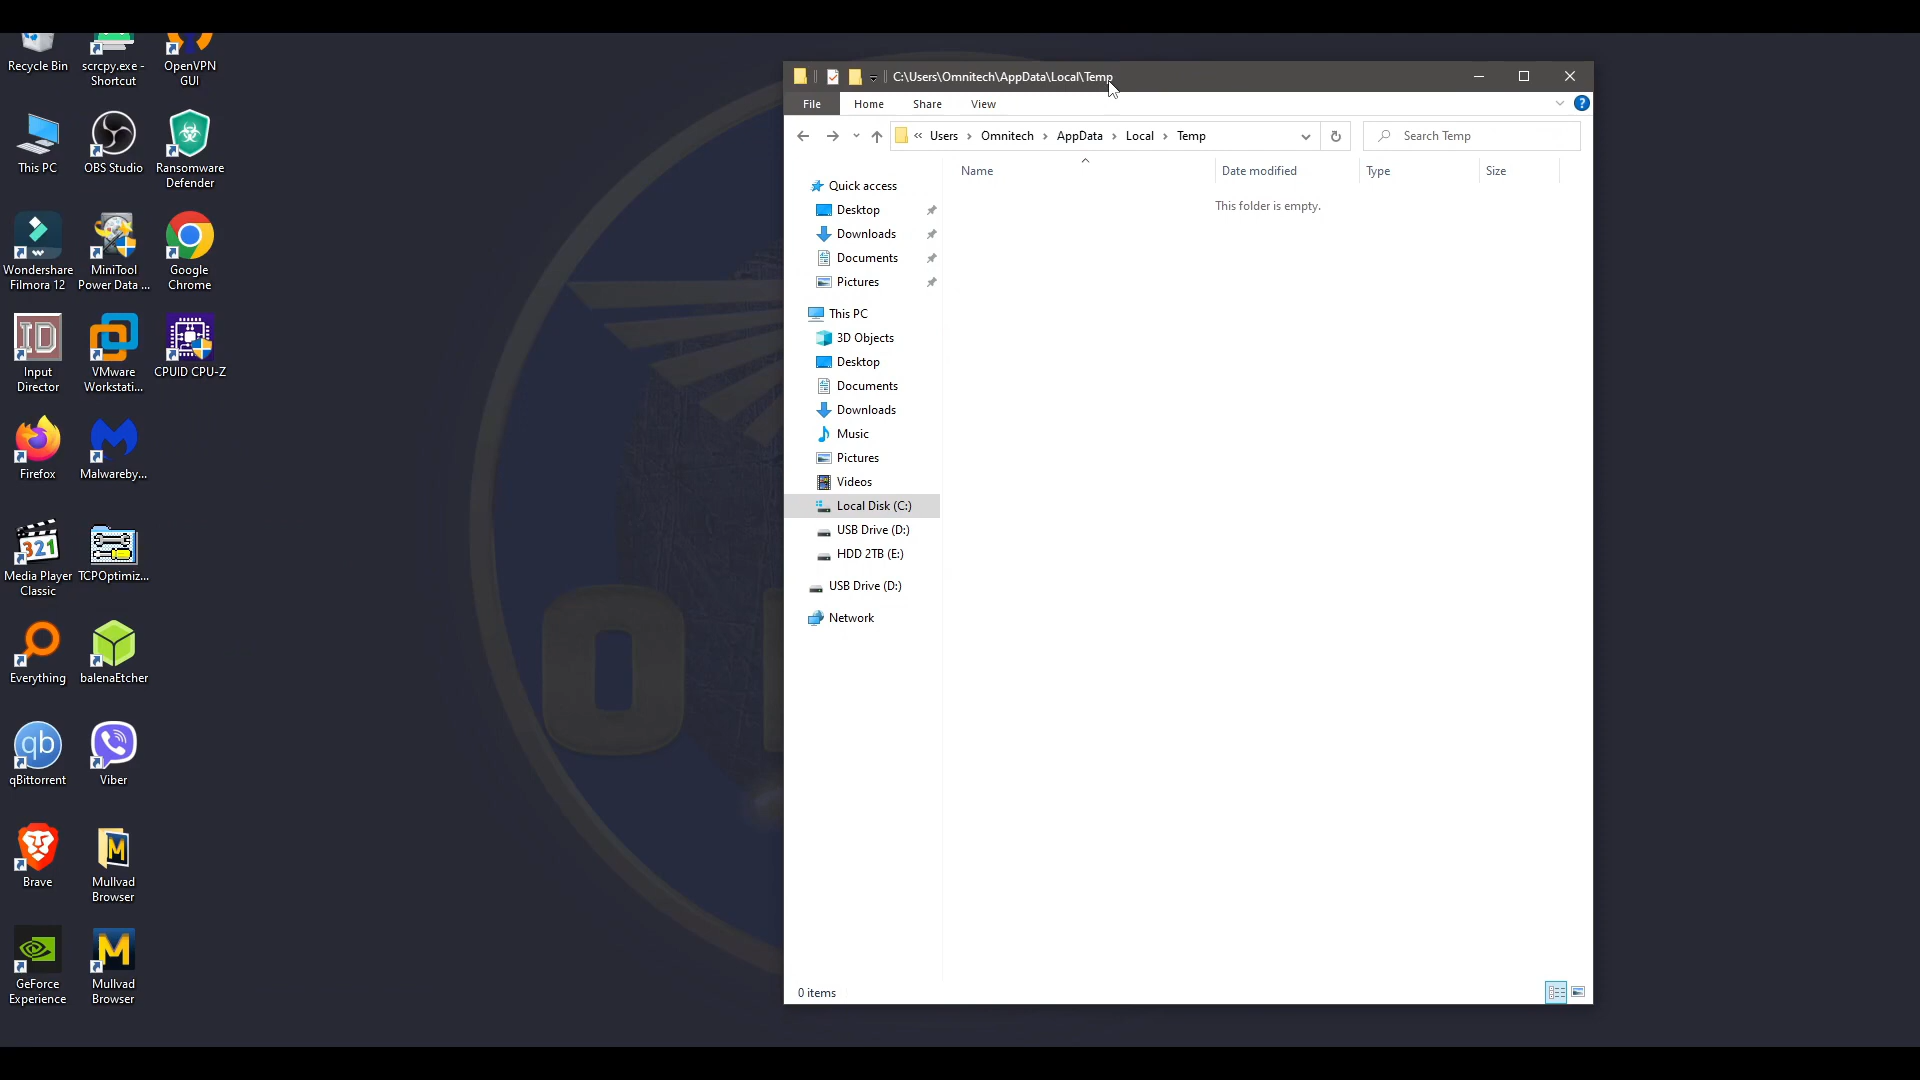 Recycle Bin
scrcpy.exe -
Shortcut
OpenVPN
GUI
This PC
OBS Studio
Ransomware
Defender
Wondershare
Filmora 12
MiniTool
Power Data ...
Google
Chrome
Input
Director
VMware
Workstati...
CPUID CPU-Z
Firefox
Malwareby...
Media Player
Classic
TCPOptimiz...
Everything
balenaEtcher
qBittorrent
Viber
Brave
Mullvad
Browser
GeForce
Experience
Mullvad
Browser
ID
321
qb
M
M
O
C:\Users\Omnitech\AppData\Local\Temp
File
Home
Share
View
?
« Users › Omnitech › AppData › Local › Temp
Search Temp
Name
Date modified
Type
Size
This folder is empty.
Quick access
Desktop
Downloads
Documents
Pictures
This PC
3D Objects
Desktop
Documents
Downloads
Music
Pictures
Videos
Local Disk (C:)
USB Drive (D:)
HDD 2TB (E:)
USB Drive (D:)
Network
0 items